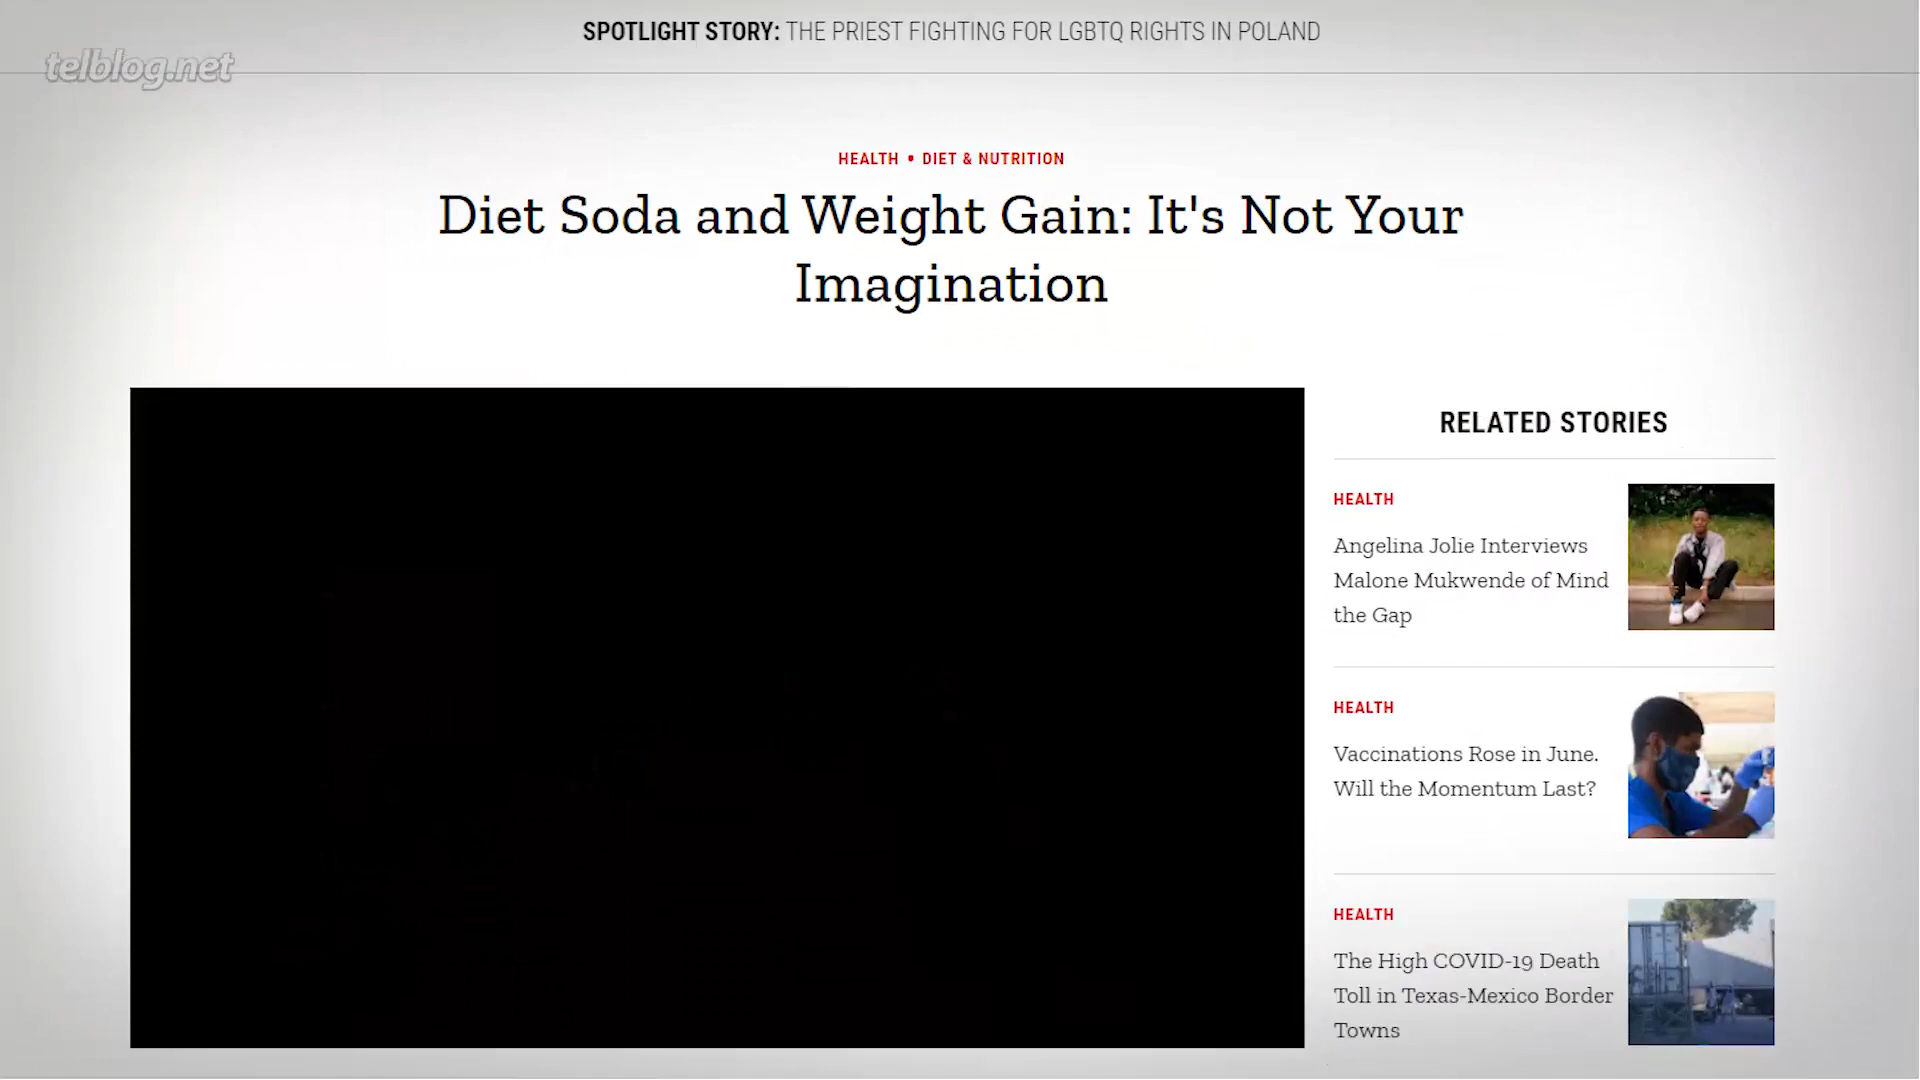 SPOTLIGHT STORY: THE PRIEST FIGHTING FOR LGBTQ RIGHTS IN POLAND
telblog.net
HEALTH • DIET & NUTRITION
Diet Soda and Weight Gain: It's Not Your
Imagination
RELATED STORIES
HEALTH
Angelina Jolie Interviews
Malone Mukwende of Mind
the Gap
HEALTH
Vaccinations Rose in June.
Will the Momentum Last?
HEALTH
The High COVID-19 Death
Toll in Texas-Mexico Border
Towns